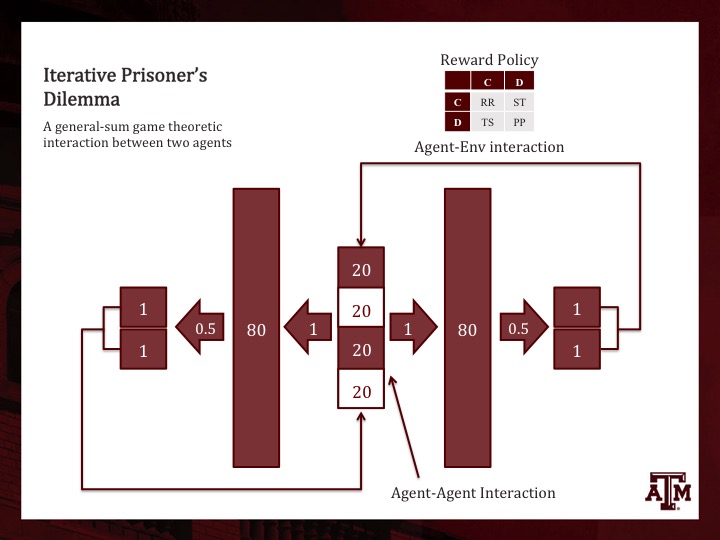 Iterative Prisoner's
Dilemma
A general-sum game theoretic
interaction between two agents
Reward Policy
C D
C RR ST
D TS PP
Agent-Env interaction
20
1 20 1
0.5 80 1 1 80 0.5
1 20 1
20
Agent-Agent Interaction
ATM